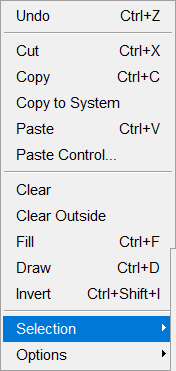 Undo Ctrl+Z
Cut Ctrl+X
Copy Ctrl+C
Copy to System
Paste Ctrl+V
Paste Control...
Clear
Clear Outside
Fill Ctrl+F
Draw Ctrl+D
Invert Ctrl+Shift+I
Selection
Options